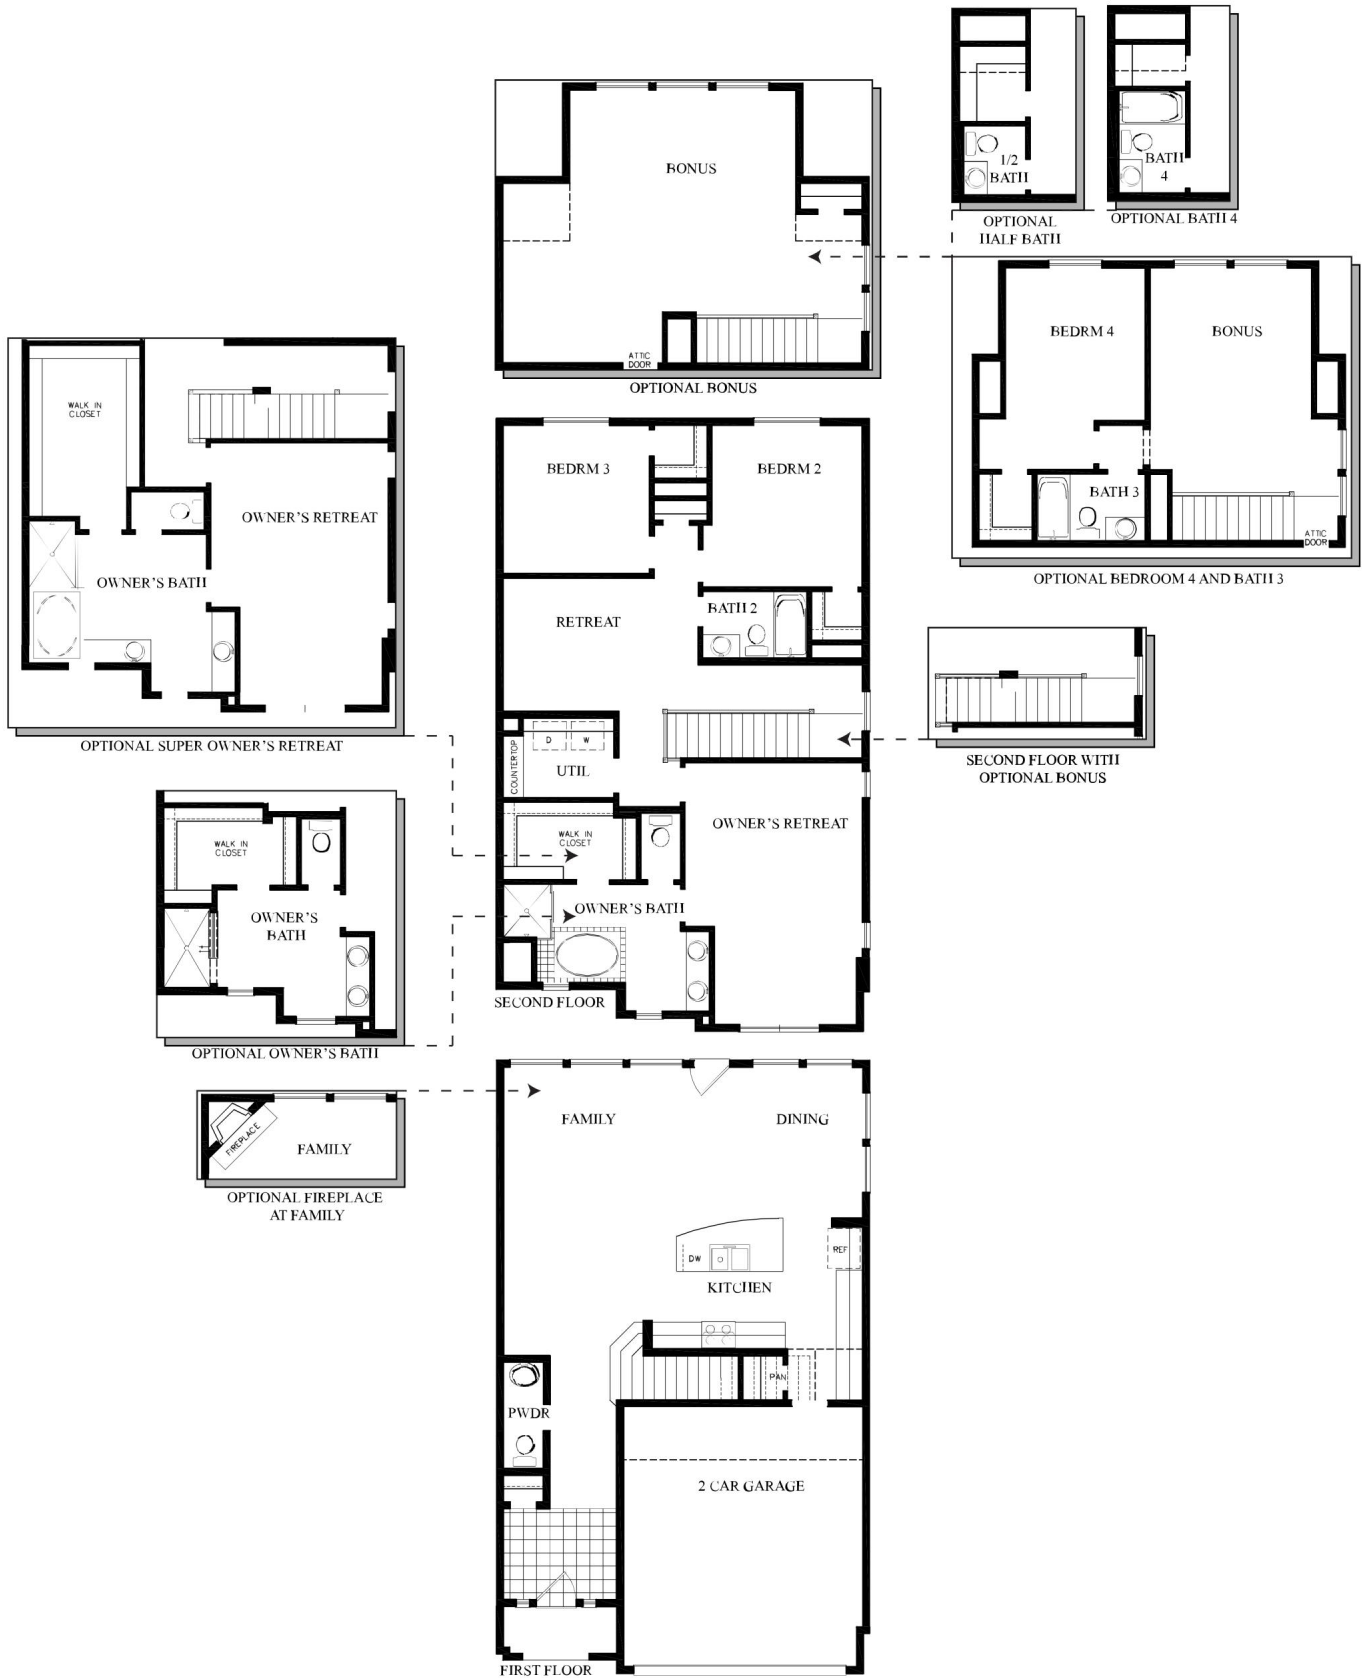 BONUS
ATTIC
DOOR
OPTIONAL BONUS
1/2
BATH
OPTIONAL
HALF BATH
BATH
4
OPTIONAL BATH 4
BEDRM 4
BONUS
BATH 3
ATTIC
DOOR
OPTIONAL BEDROOM 4 AND BATH 3
WALK IN
CLOSET
OWNER'S RETREAT
OWNER'S BATH
OPTIONAL SUPER OWNER'S RETREAT
BEDRM 3
BEDRM 2
RETREAT
BATH 2
D
W
COUNTERTOP
UTIL
WALK IN
CLOSET
OWNER'S RETREAT
OWNER'S BATH
SECOND FLOOR
SECOND FLOOR WITH
OPTIONAL BONUS
WALK IN
CLOSET
OWNER'S
BATH
OPTIONAL OWNER'S BATH
FIREPLACE
FAMILY
OPTIONAL FIREPLACE
AT FAMILY
FAMILY
DINING
REF
DW
KITCHEN
PAN
PWDR
2 CAR GARAGE
FIRST FLOOR